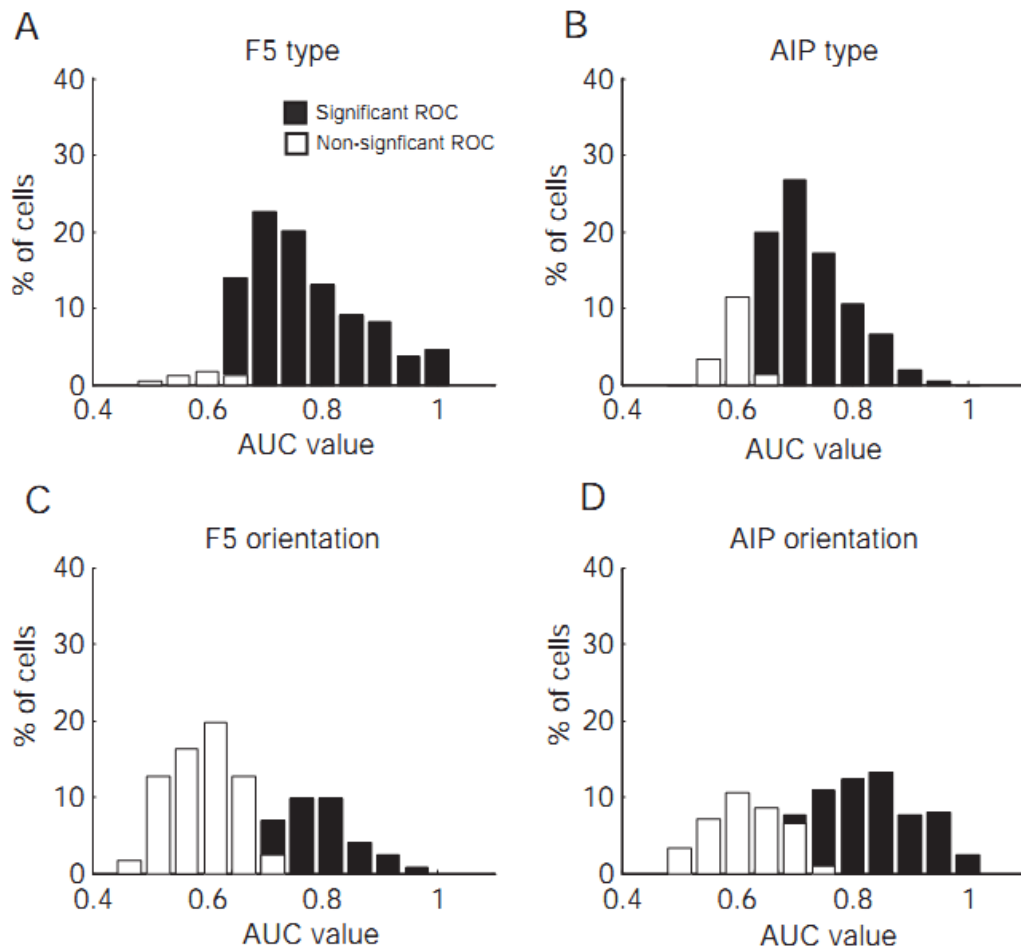 A
F5 type
40
30
20
10
0
% of cells
Significant ROC
Non-signficant ROC
0.4 0.6 0.8 1
AUC value
B
AIP type
40
30
20
10
0
% of cells
0.4 0.6 0.8 1
AUC value
C
F5 orientation
40
30
20
10
0
% of cells
0.4 0.6 0.8 1
AUC value
D
AIP orientation
40
30
20
10
0
% of cells
0.4 0.6 0.8 1
AUC value